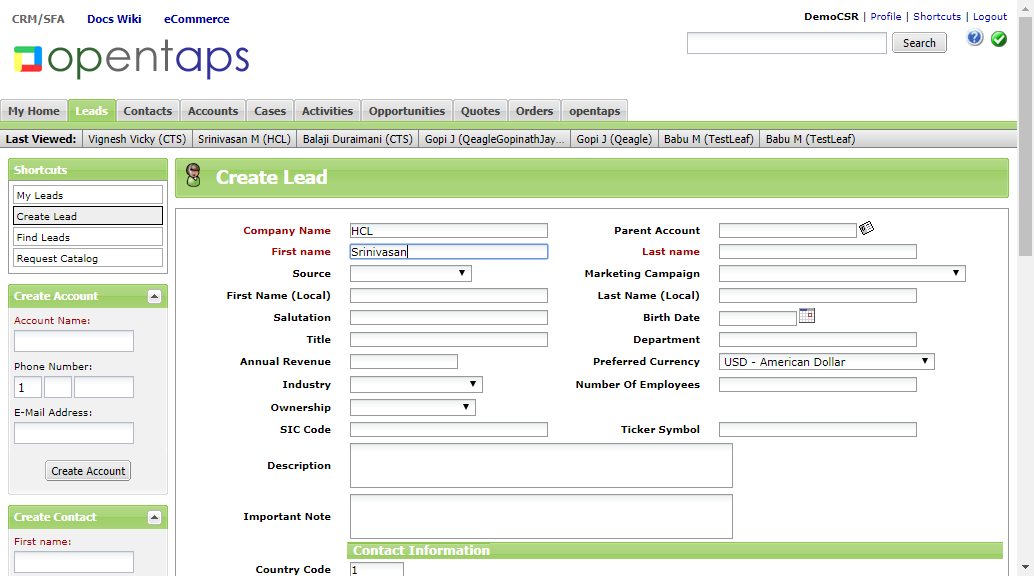 CRM/SFA Docs Wiki eCommerce
DemoCSR | Profile | Shortcuts | Logout
opentaps
Search
My Home Leads Contacts Accounts Cases Activities Opportunities Quotes Orders opentaps
Last Viewed: Vignesh Vicky (CTS) Srinivasan M (HCL) Balaji Duraimani (CTS) Gopi J (QeagleGopinathJay... Gopi J (Qeagle) Babu M (TestLeaf) Babu M (TestLeaf)
Shortcuts
My Leads
Create Lead
Find Leads
Request Catalog
Create Account
Account Name:
Phone Number:
1
E-Mail Address:
Create Account
Create Contact
First name:
Create Lead
Company Name HCL Parent Account
First name Srinivasan Last name
Source Marketing Campaign
First Name (Local) Last Name (Local)
Salutation Birth Date
Title Department
Annual Revenue Preferred Currency USD - American Dollar
Industry Number Of Employees
Ownership
SIC Code Ticker Symbol
Description
Important Note
Contact Information
Country Code 1